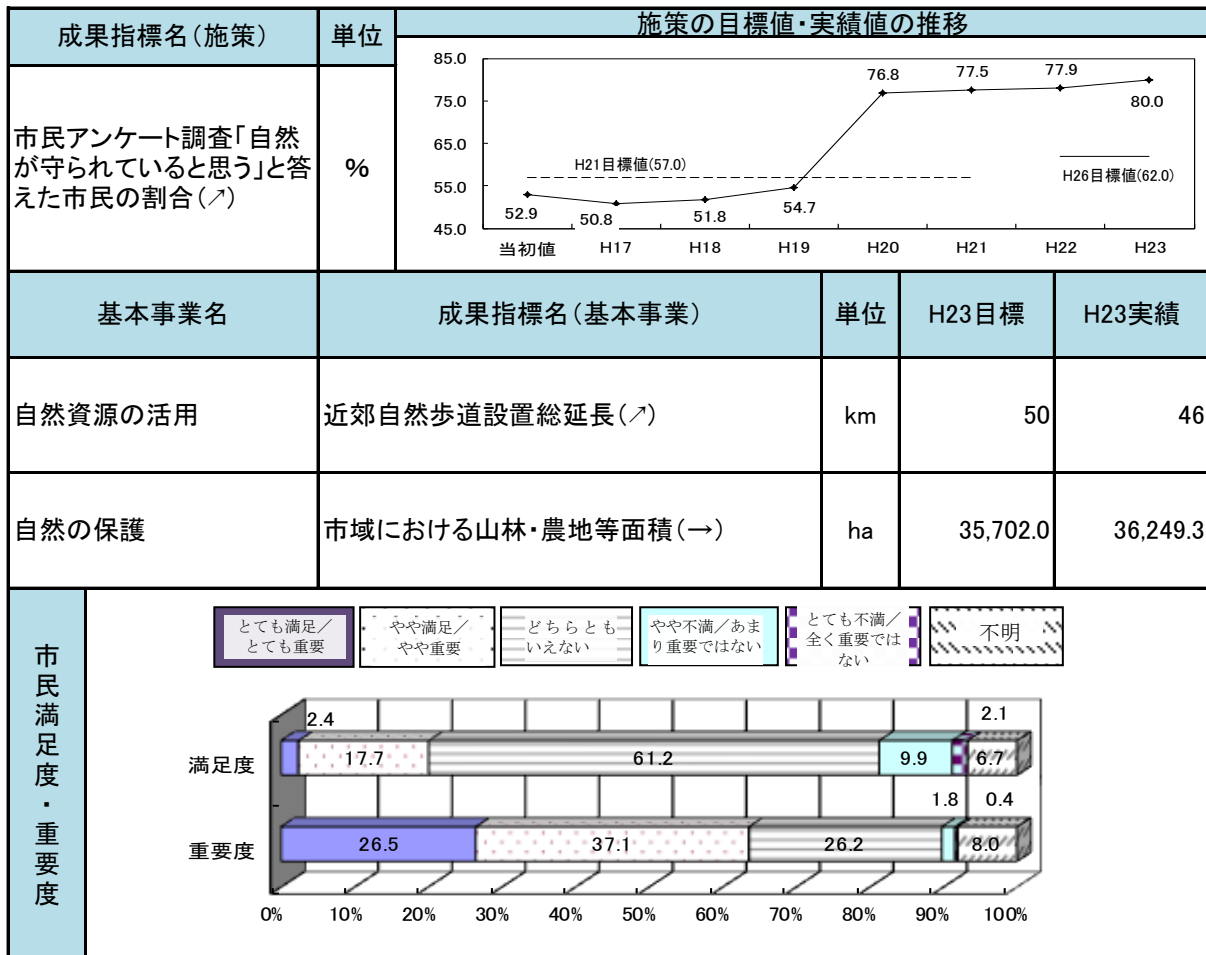 成果指標名(施策)
単位
施策の目標値・実績値の推移
市民アンケート調査「自然
が守られていると思う」と答
えた市民の割合(↗)
%
85.0
75.0
65.0
55.0
45.0
H21目標値(57.0)
H26目標値(62.0)
52.9
50.8
51.8
54.7
76.8
77.5
77.9
80.0
当初値
H17
H18
H19
H20
H21
H22
H23
基本事業名
成果指標名(基本事業)
単位
H23目標
H23実績
自然資源の活用
近郊自然歩道設置総延長(↗)
km
50
46
自然の保護
市域における山林・農地等面積(→)
ha
35,702.0
36,249.3
市民満足度・重要度
とても満足/
とても重要
やや満足/
やや重要
どちらとも
いえない
やや不満/あま
り重要ではない
とても不満/
全く重要では
ない
不明
満足度
2.4
17.7
61.2
9.9
2.1
6.7
重要度
26.5
37.1
26.2
1.8
0.4
8.0
0%
10%
20%
30%
40%
50%
60%
70%
80%
90%
100%